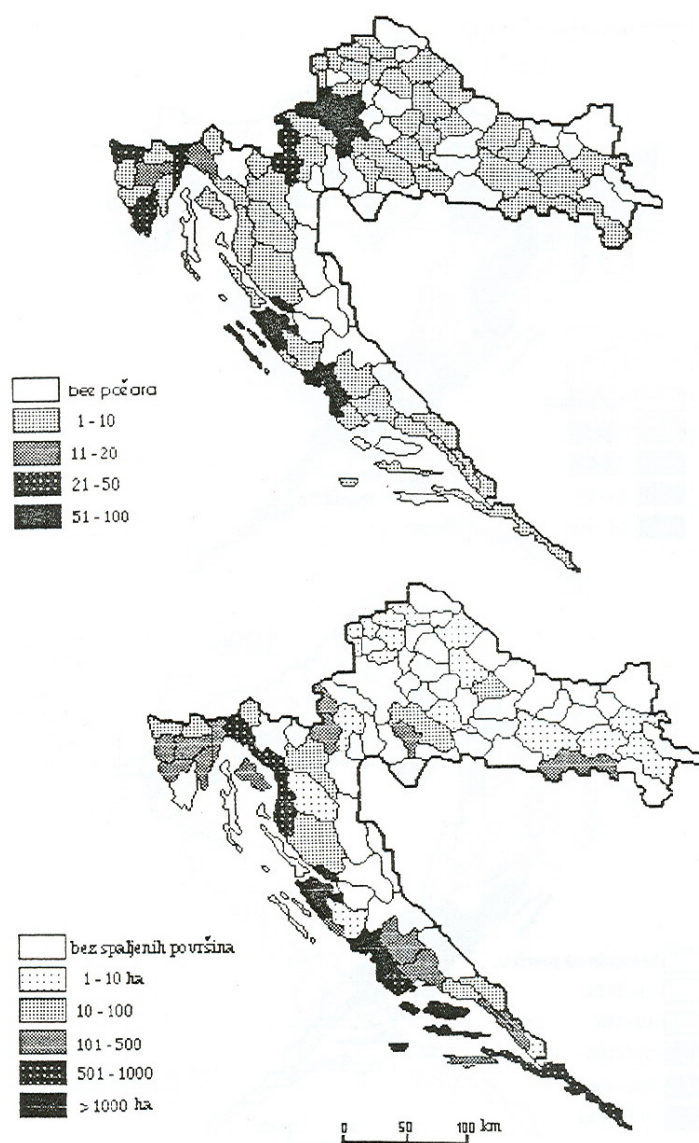 bez požara
1 - 10
11 - 20
21 - 50
51 - 100
bez spaljenih površina
1 - 10 ha
10 - 100
101 - 500
501 - 1000
> 1000 ha
0 50 100 km